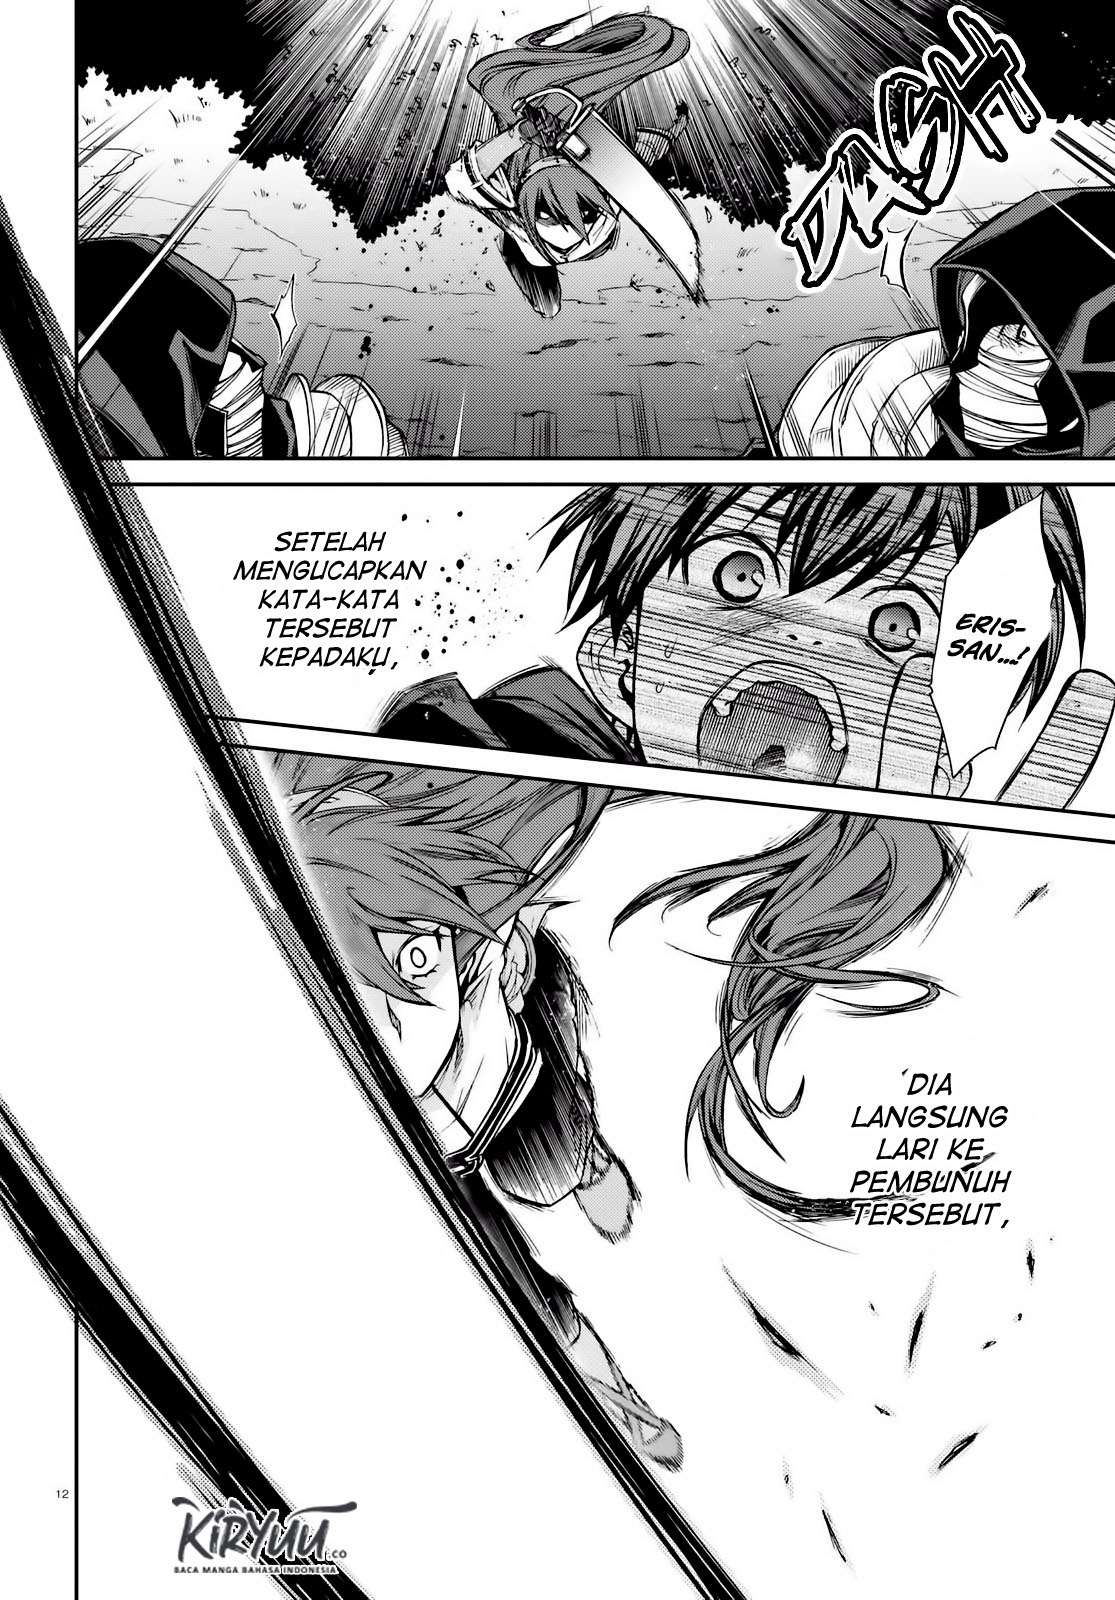 DASH
ERIS-
SAN...!
SETELAH
MENGUCAPKAN
KATA-KATA
TERSEBUT
KEPADAKU,
DIA
LANGSUNG
LARI KE
PEMBUNUH
TERSEBUT,
12
KIRYUU.CO
BACA MANGA BAHASA INDONESIA